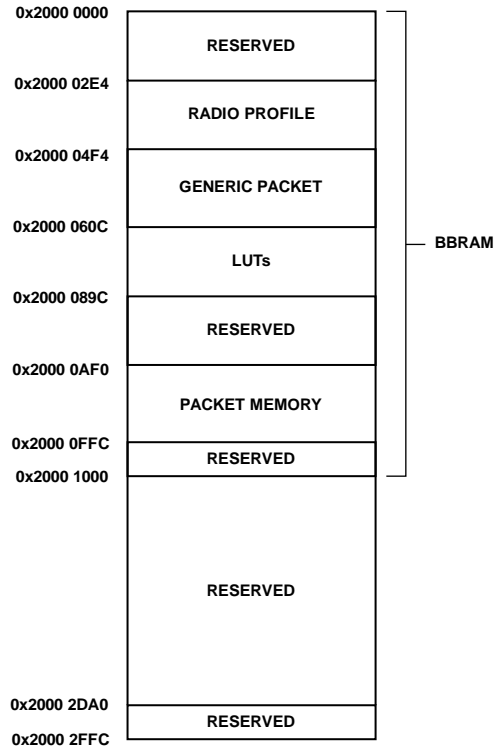 0x2000 0000
RESERVED
0x2000 02E4
RADIO PROFILE
0x2000 04F4
GENERIC PACKET
0x2000 060C
BBRAM
LUTs
0x2000 089C
RESERVED
0x2000 0AF0
PACKET MEMORY
0x2000 0FFC
RESERVED
0x2000 1000
RESERVED
0x2000 2DA0
RESERVED
0x2000 2FFC